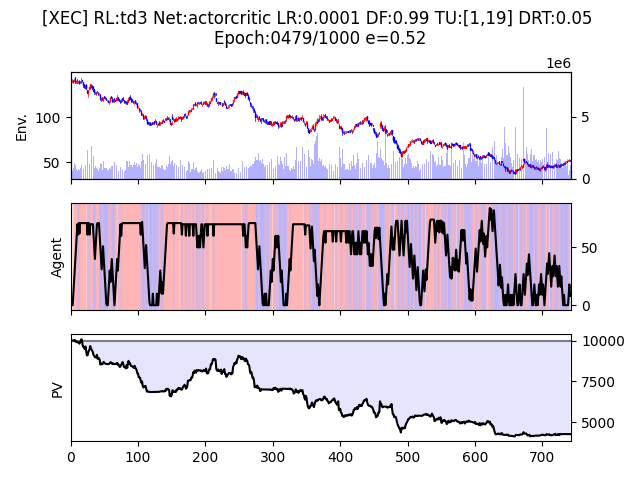 [XEC] RL:td3 Net:actorcritic LR:0.0001 DF:0.99 TU:[1,19] DRT:0.05
Epoch:0479/1000 e=0.52
1e6
Env.
100
50
5
0
Agent
50
0
PV
10000
7500
5000
0 100 200 300 400 500 600 700